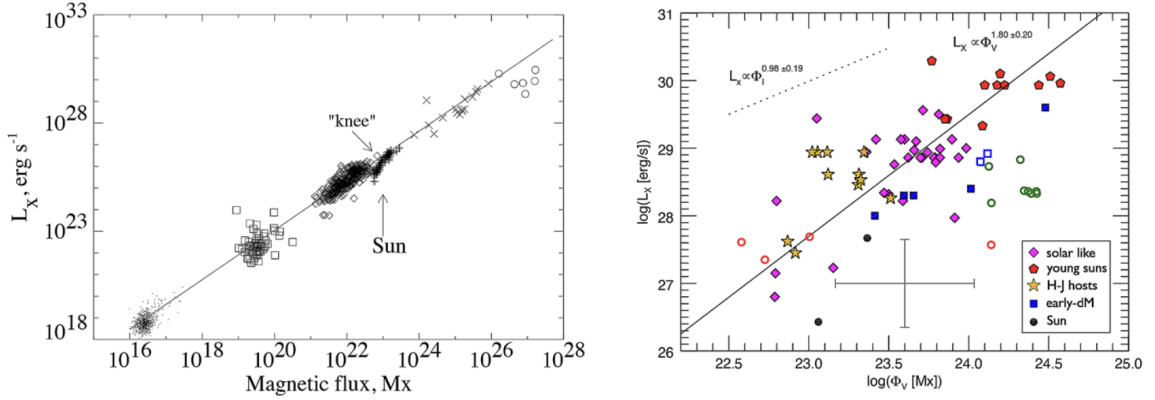 10^33
10^28
10^23
10^18
L_X, erg s^-1
"knee"
Sun
10^16 10^18 10^20 10^22 10^24 10^26 10^28
Magnetic flux, Mx
31
30
29
28
27
26
log(L_X [erg/s])
L_X ∝Φ_V^1.80 ±0.20
L_X ∝Φ_I^0.98 ±0.19
solar like
young suns
H-J hosts
early-dM
Sun
22.5 23.0 23.5 24.0 24.5 25.0
log(Φ_V [Mx])